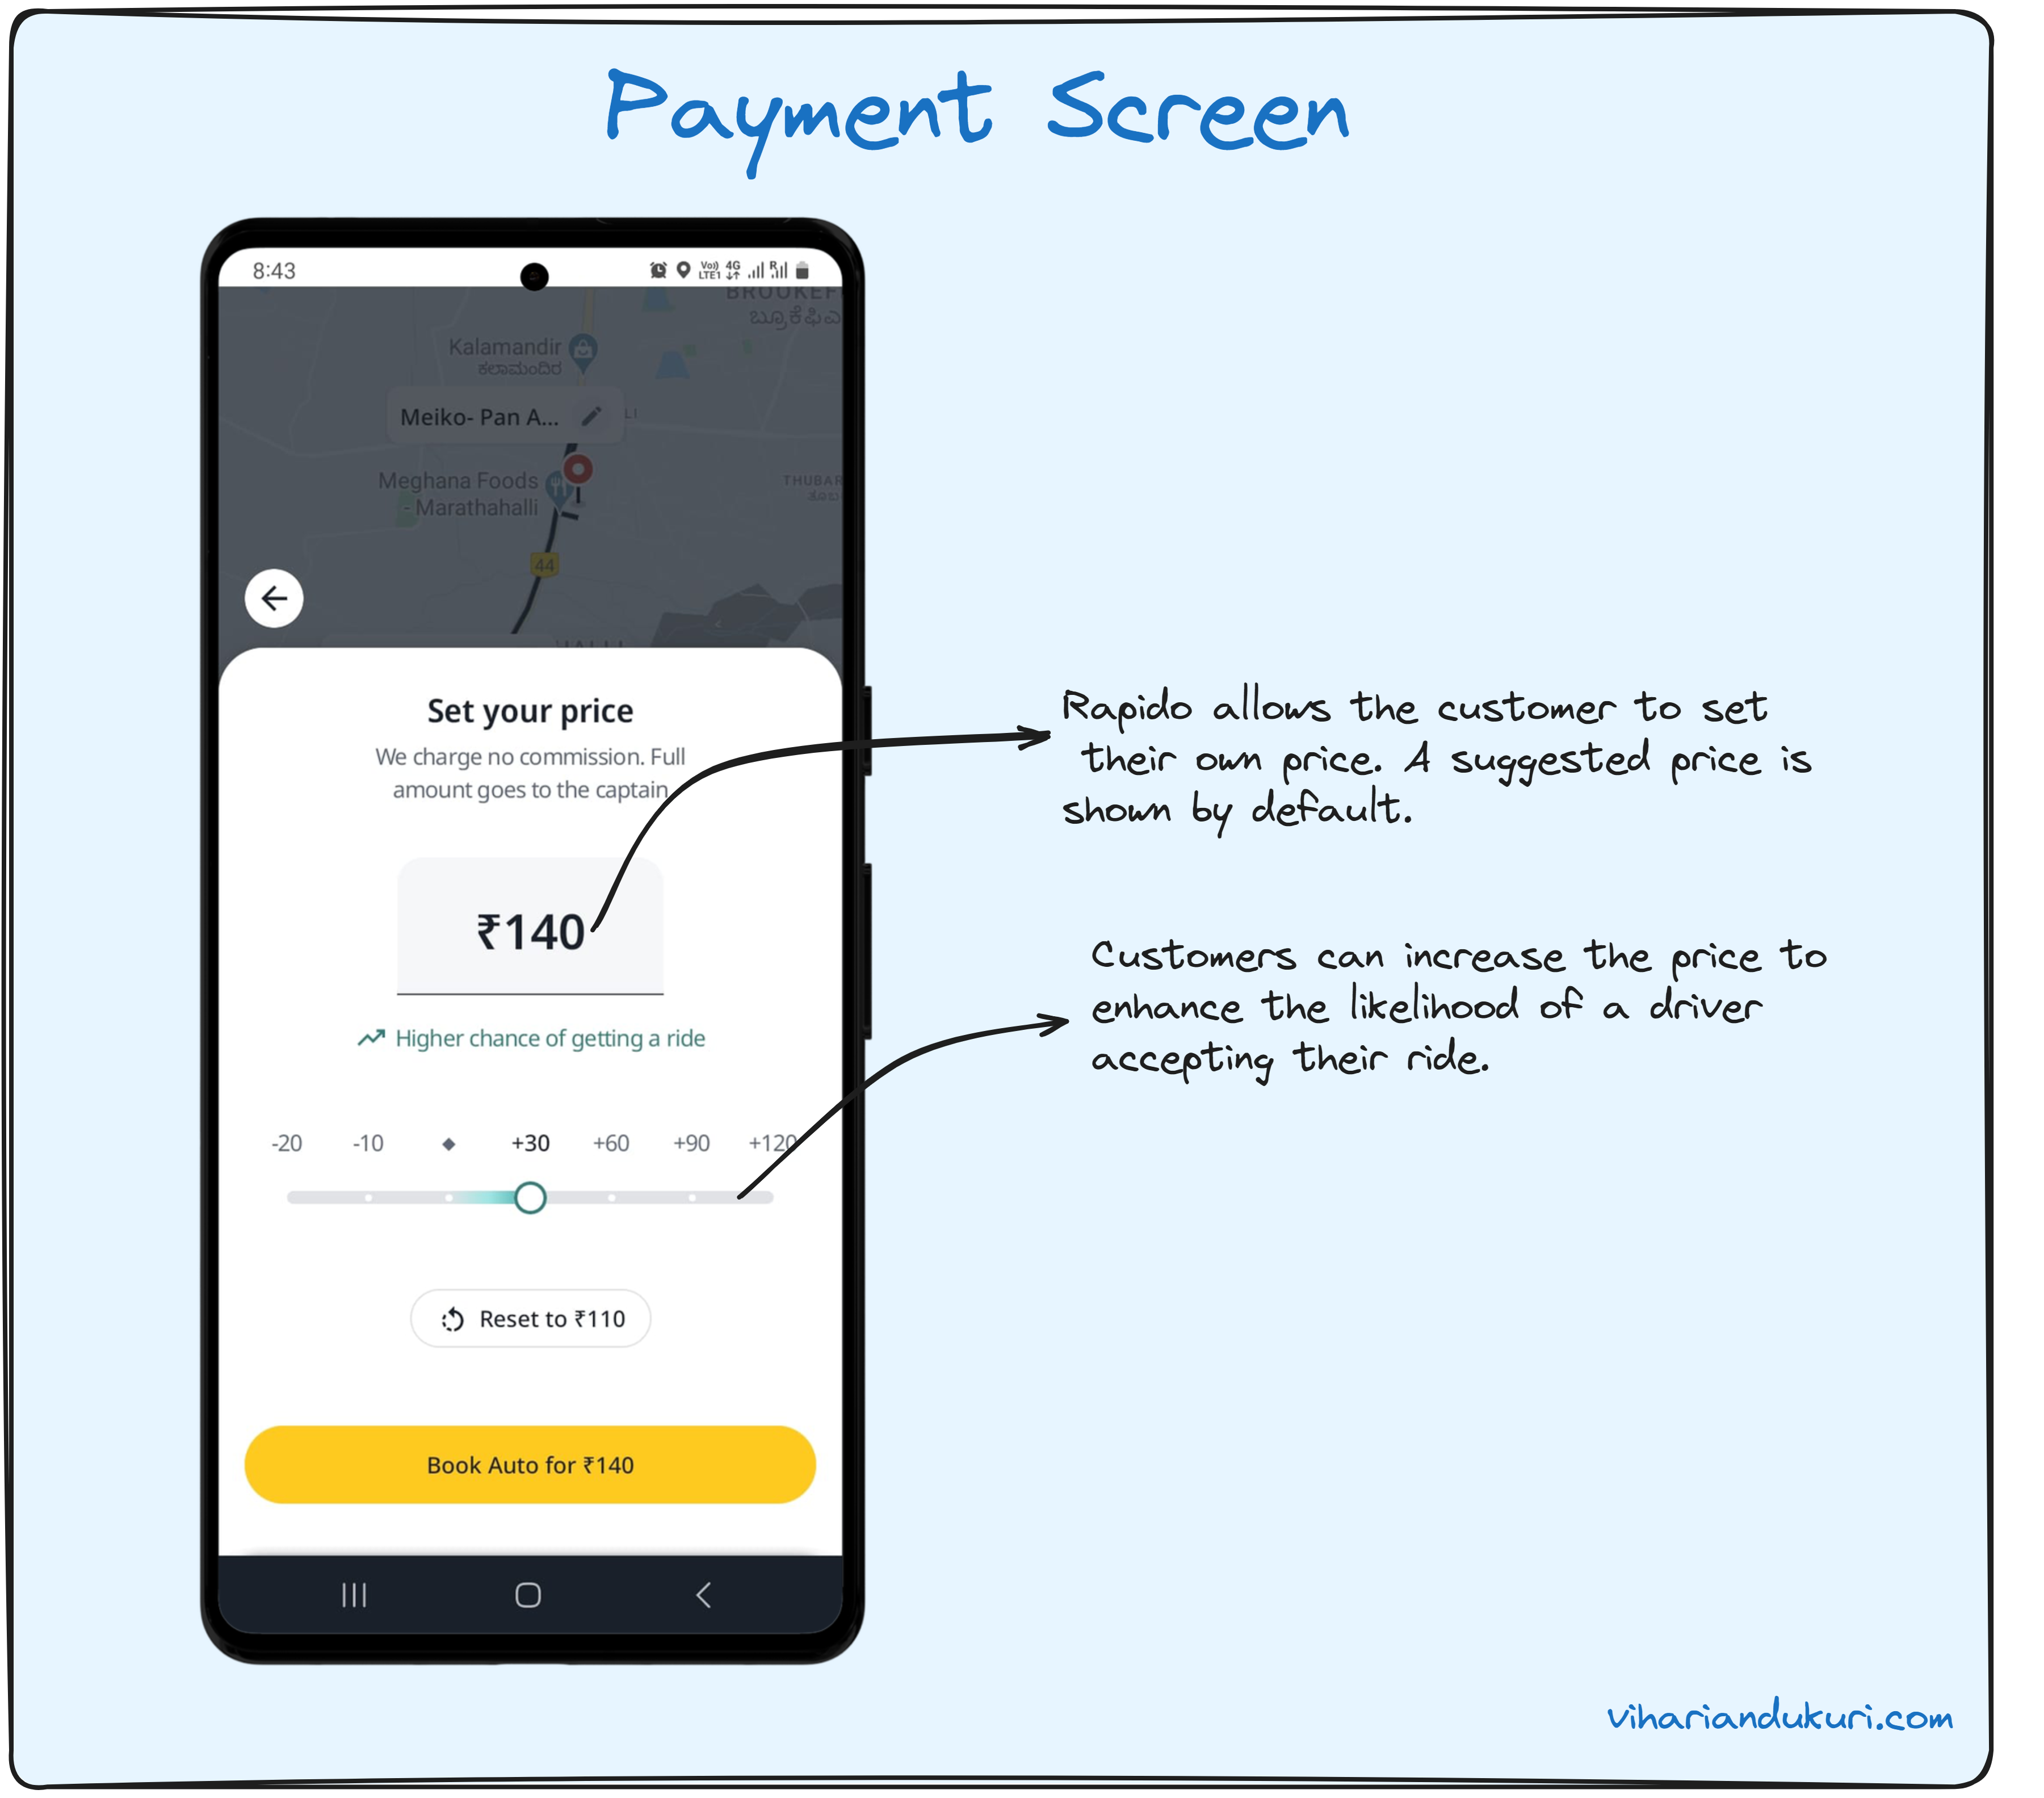 Payment Screen
8:43
Vo)) 4G R
LTE1
ಬ್ರೂಕೆಫಿ
Kalamandir
ಕಲಾಮಂದಿರ
Meiko- Pan A...
LI
Meghana Foods
- Marathahalli
THUBAR
44
Set your price
We charge no commission. Full
amount goes to the captain
₹140
Higher chance of getting a ride
-20 -10 +30 +60 +90 +120
Reset to ₹110
Book Auto for ₹140
Rapido allows the customer to set
their own price. A suggested price is
shown by default.
Customers can increase the price to
enhance the likelihood of a driver
accepting their ride.
vihariandukuri.com